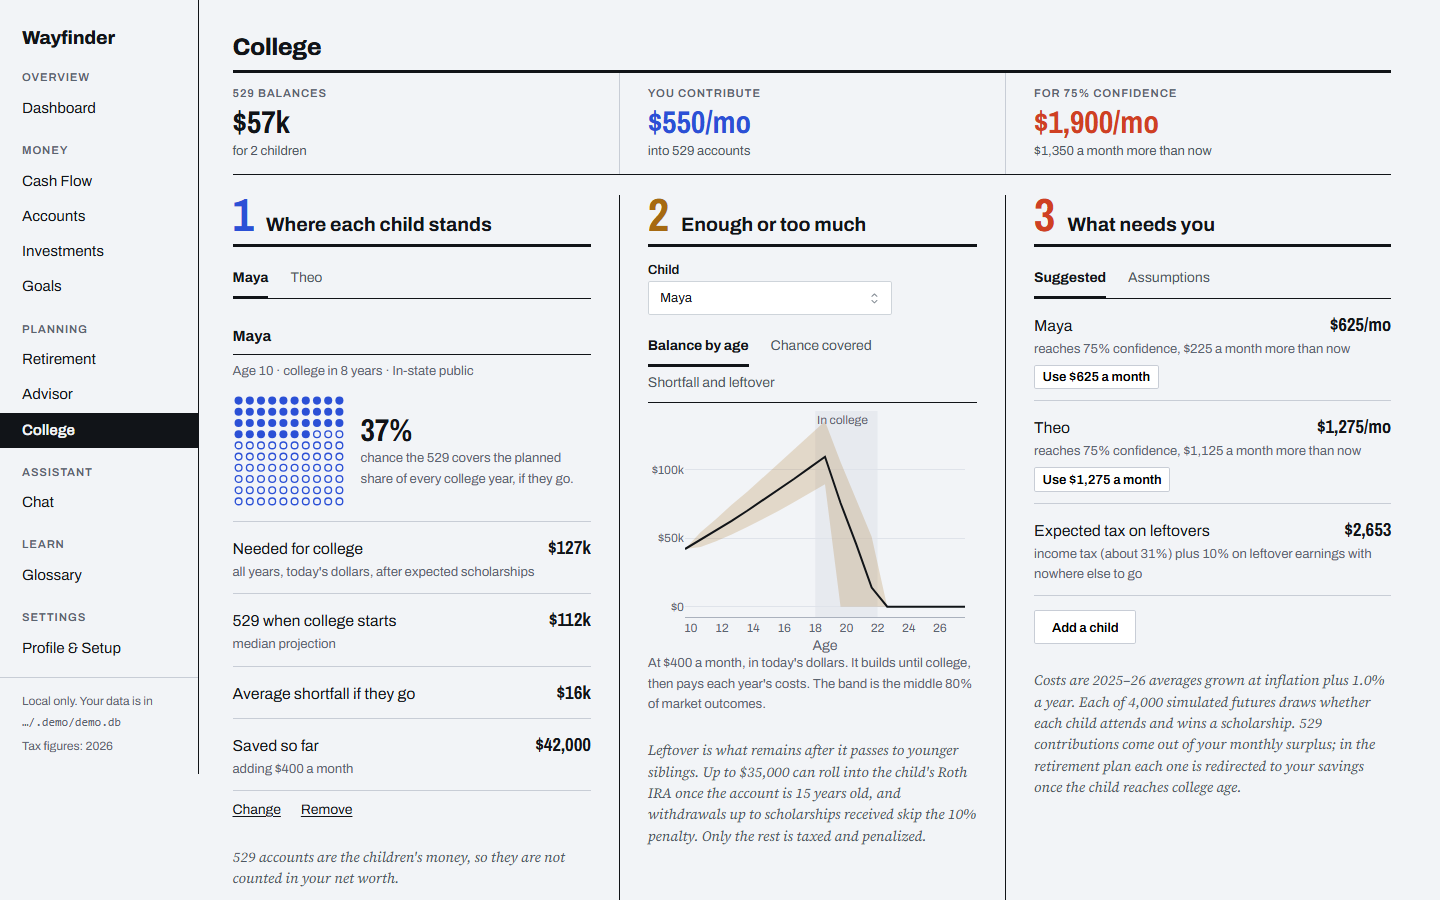 Wayfinder
OVERVIEW
Dashboard
MONEY
Cash Flow
Accounts
Investments
Goals
PLANNING
Retirement
Advisor
College
ASSISTANT
Chat
LEARN
Glossary
SETTINGS
Profile & Setup
Local only. Your data is in
…/.demo/demo.db
Tax figures: 2026
College
529 BALANCES
$57k
for 2 children
YOU CONTRIBUTE
$550/mo
into 529 accounts
FOR 75% CONFIDENCE
$1,900/mo
$1,350 a month more than now
1 Where each child stands
Maya Theo
Maya
Age 10 · college in 8 years · In-state public
37%
chance the 529 covers the planned
share of every college year, if they go.
Needed for college $127k
all years, today's dollars, after expected scholarships
529 when college starts $112k
median projection
Average shortfall if they go $16k
Saved so far $42,000
adding $400 a month
Change Remove
529 accounts are the children's money, so they are not
counted in your net worth.
2 Enough or too much
Child
Maya
Balance by age Chance covered
Shortfall and leftover
In college
$100k
$50k
$0
10 12 14 16 18 20 22 24 26
Age
At $400 a month, in today's dollars. It builds until college,
then pays each year's costs. The band is the middle 80%
of market outcomes.
Leftover is what remains after it passes to younger
siblings. Up to $35,000 can roll into the child's Roth
IRA once the account is 15 years old, and
withdrawals up to scholarships received skip the 10%
penalty. Only the rest is taxed and penalized.
3 What needs you
Suggested Assumptions
Maya $625/mo
reaches 75% confidence, $225 a month more than now
Use $625 a month
Theo $1,275/mo
reaches 75% confidence, $1,125 a month more than now
Use $1,275 a month
Expected tax on leftovers $2,653
income tax (about 31%) plus 10% on leftover earnings with
nowhere else to go
Add a child
Costs are 2025–26 averages grown at inflation plus 1.0%
a year. Each of 4,000 simulated futures draws whether
each child attends and wins a scholarship. 529
contributions come out of your monthly surplus; in the
retirement plan each one is redirected to your savings
once the child reaches college age.